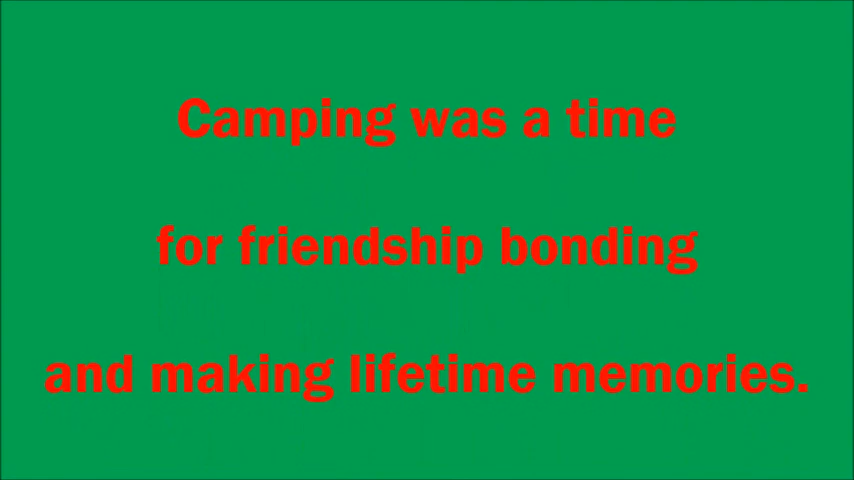 Camping was a time
for friendship bonding
and making lifetime memories.